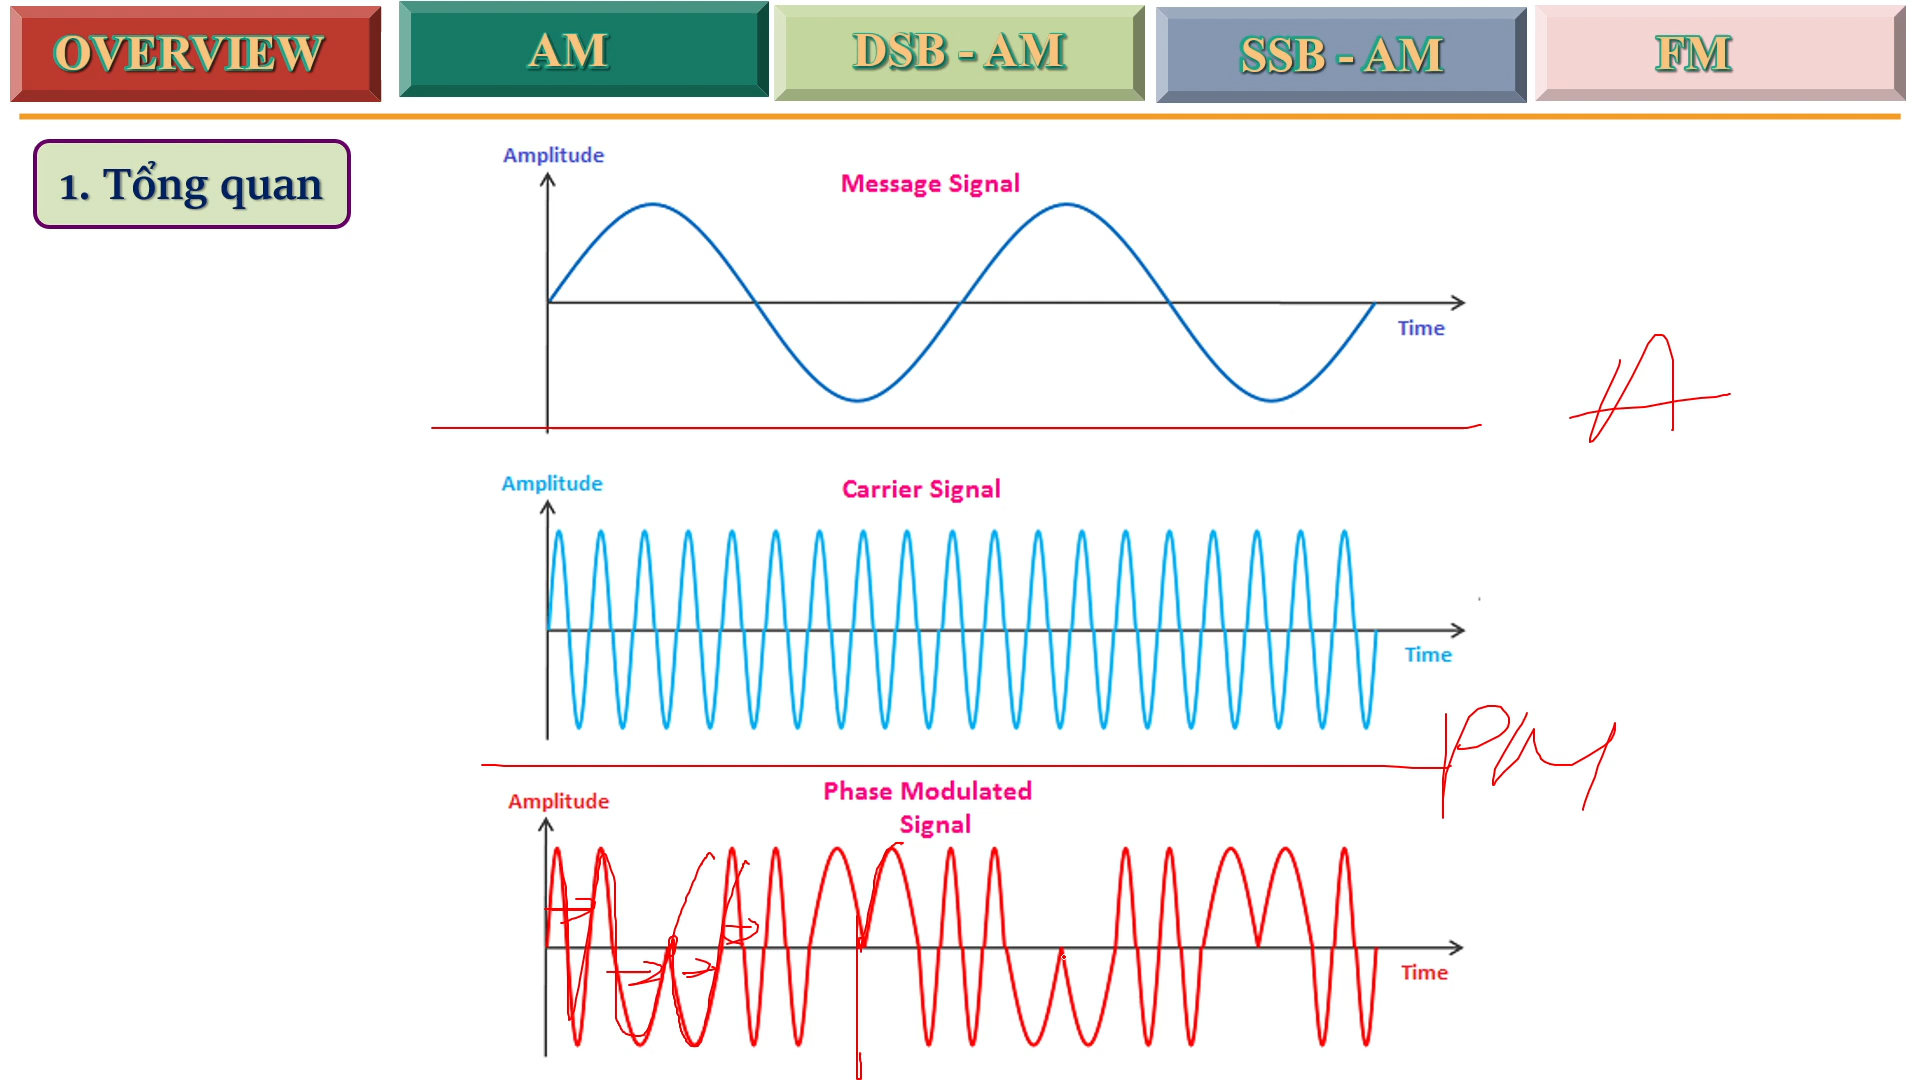 OVERVIEW
AM
DSB - AM
SSB - AM
FM
1. Tổng quan
Amplitude
Message Signal
Time
A
Amplitude
Carrier Signal
Time
PM
Phase Modulated
Signal
Amplitude
Time